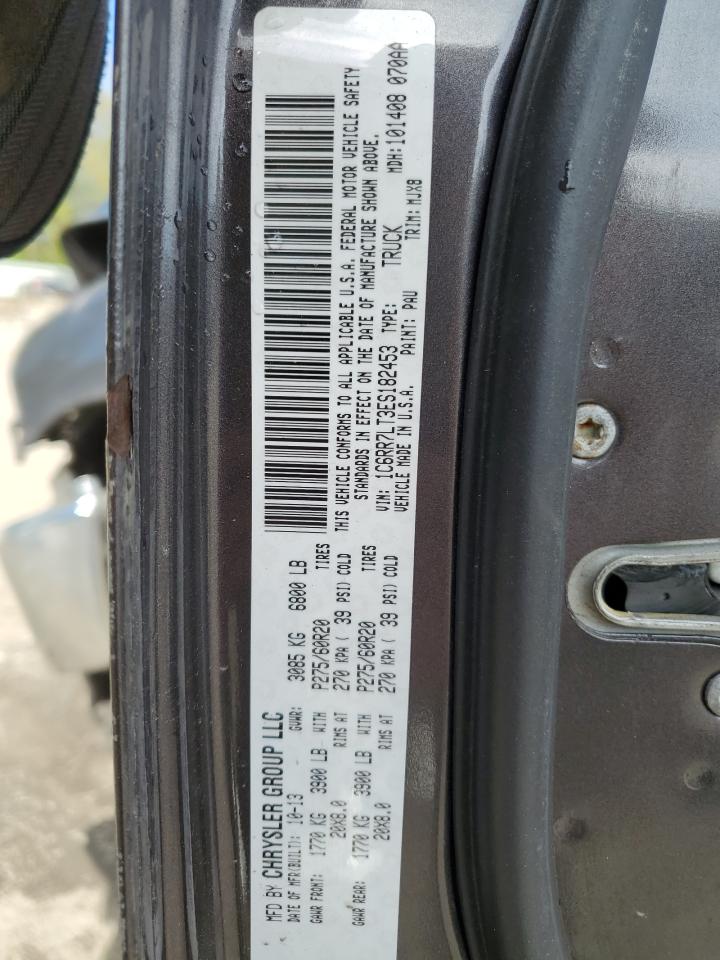 MFD BY CHRYSLER GROUP LLC
DATE OF MFR(BUILT): 10-13 GVWR: 3085 KG 6800 LB
GAWR FRONT: 1770 KG 3900 LB WITH P275/60R20 TIRES
20X8.0 RIMS AT 270 KPA ( 39 PSI) COLD
GAWR REAR: 1770 KG 3900 LB WITH P275/60R20 TIRES
20X8.0 RIMS AT 270 KPA ( 39 PSI) COLD
THIS VEHICLE CONFORMS TO ALL APPLICABLE U.S.A. FEDERAL MOTOR VEHICLE SAFETY
STANDARDS IN EFFECT ON THE DATE OF MANUFACTURE SHOWN ABOVE.
VIN: 1C6RR7LT3ES182453 TYPE: TRUCK MDH:101408 070AA
VEHICLE MADE IN U.S.A. PAINT: PAU TRIM: MJX8